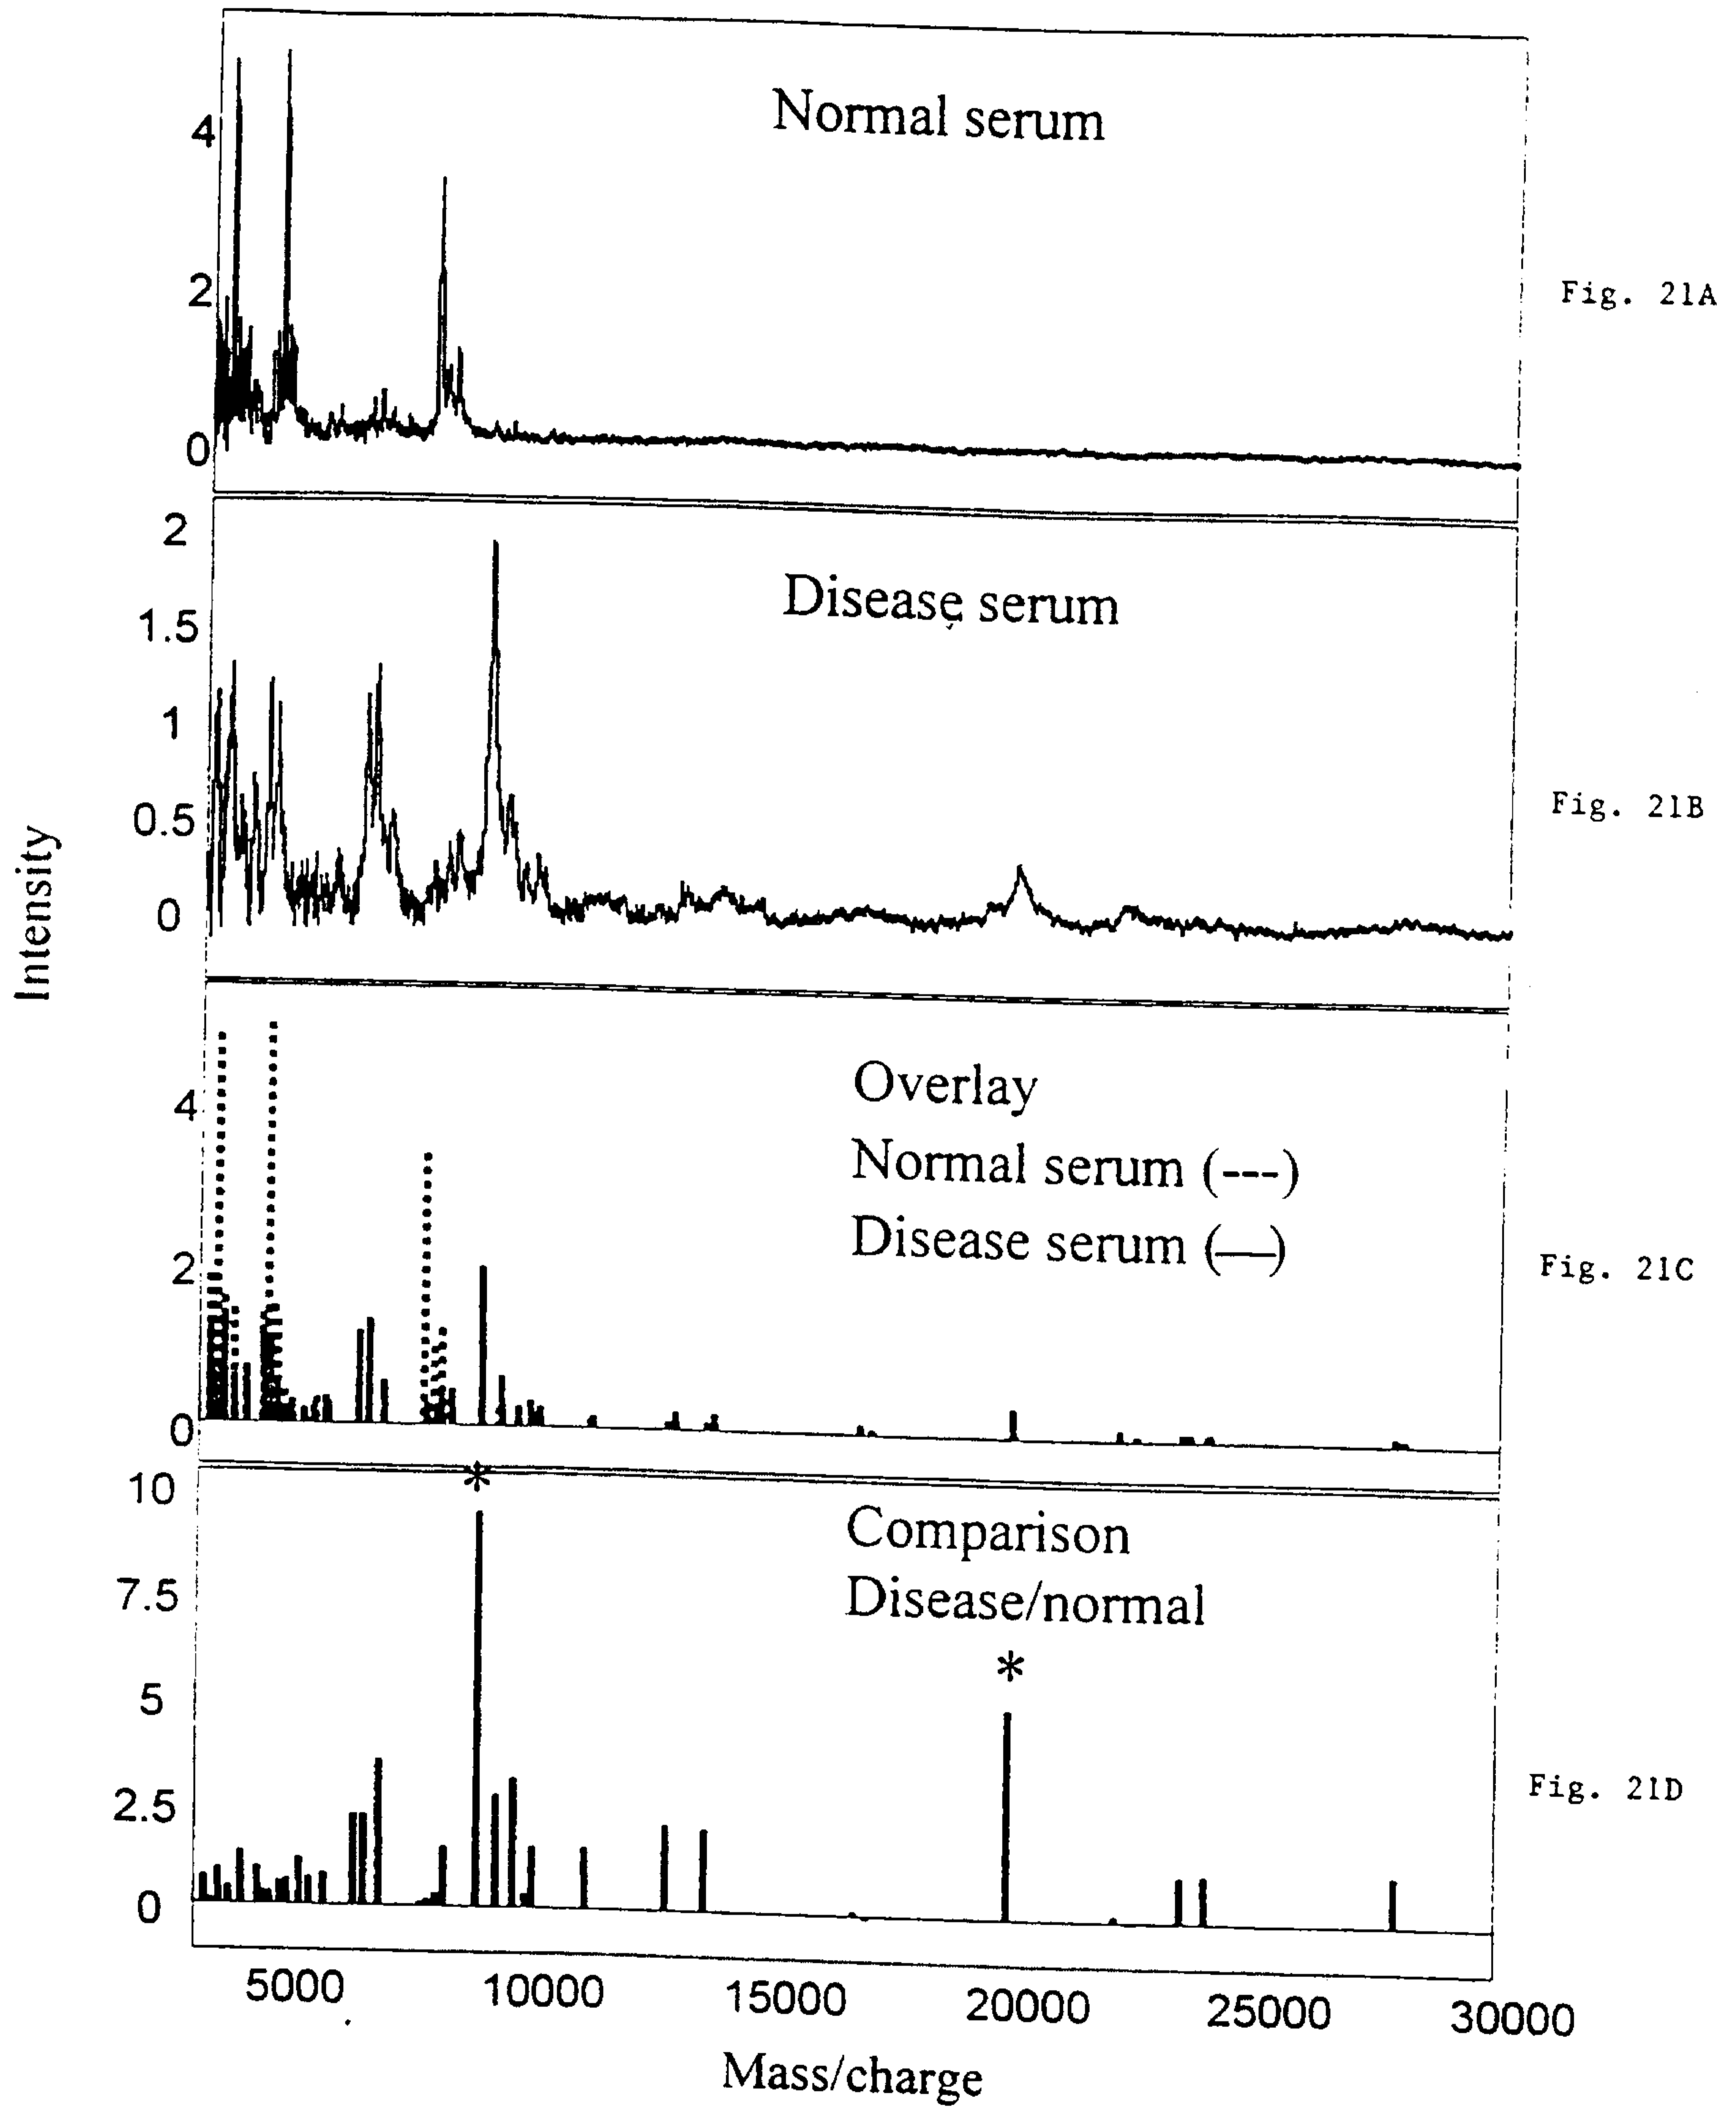 Normal serum
4
2
0
Fig. 21A
Disease serum
2
1.5
1
0.5
0
Fig. 21B
Intensity
Overlay
Normal serum (---)
Disease serum (—)
4
2
0
Fig. 21C
*
Comparison
Disease/normal
*
10
7.5
5
2.5
0
Fig. 21D
5000 10000 15000 20000 25000 30000
Mass/charge